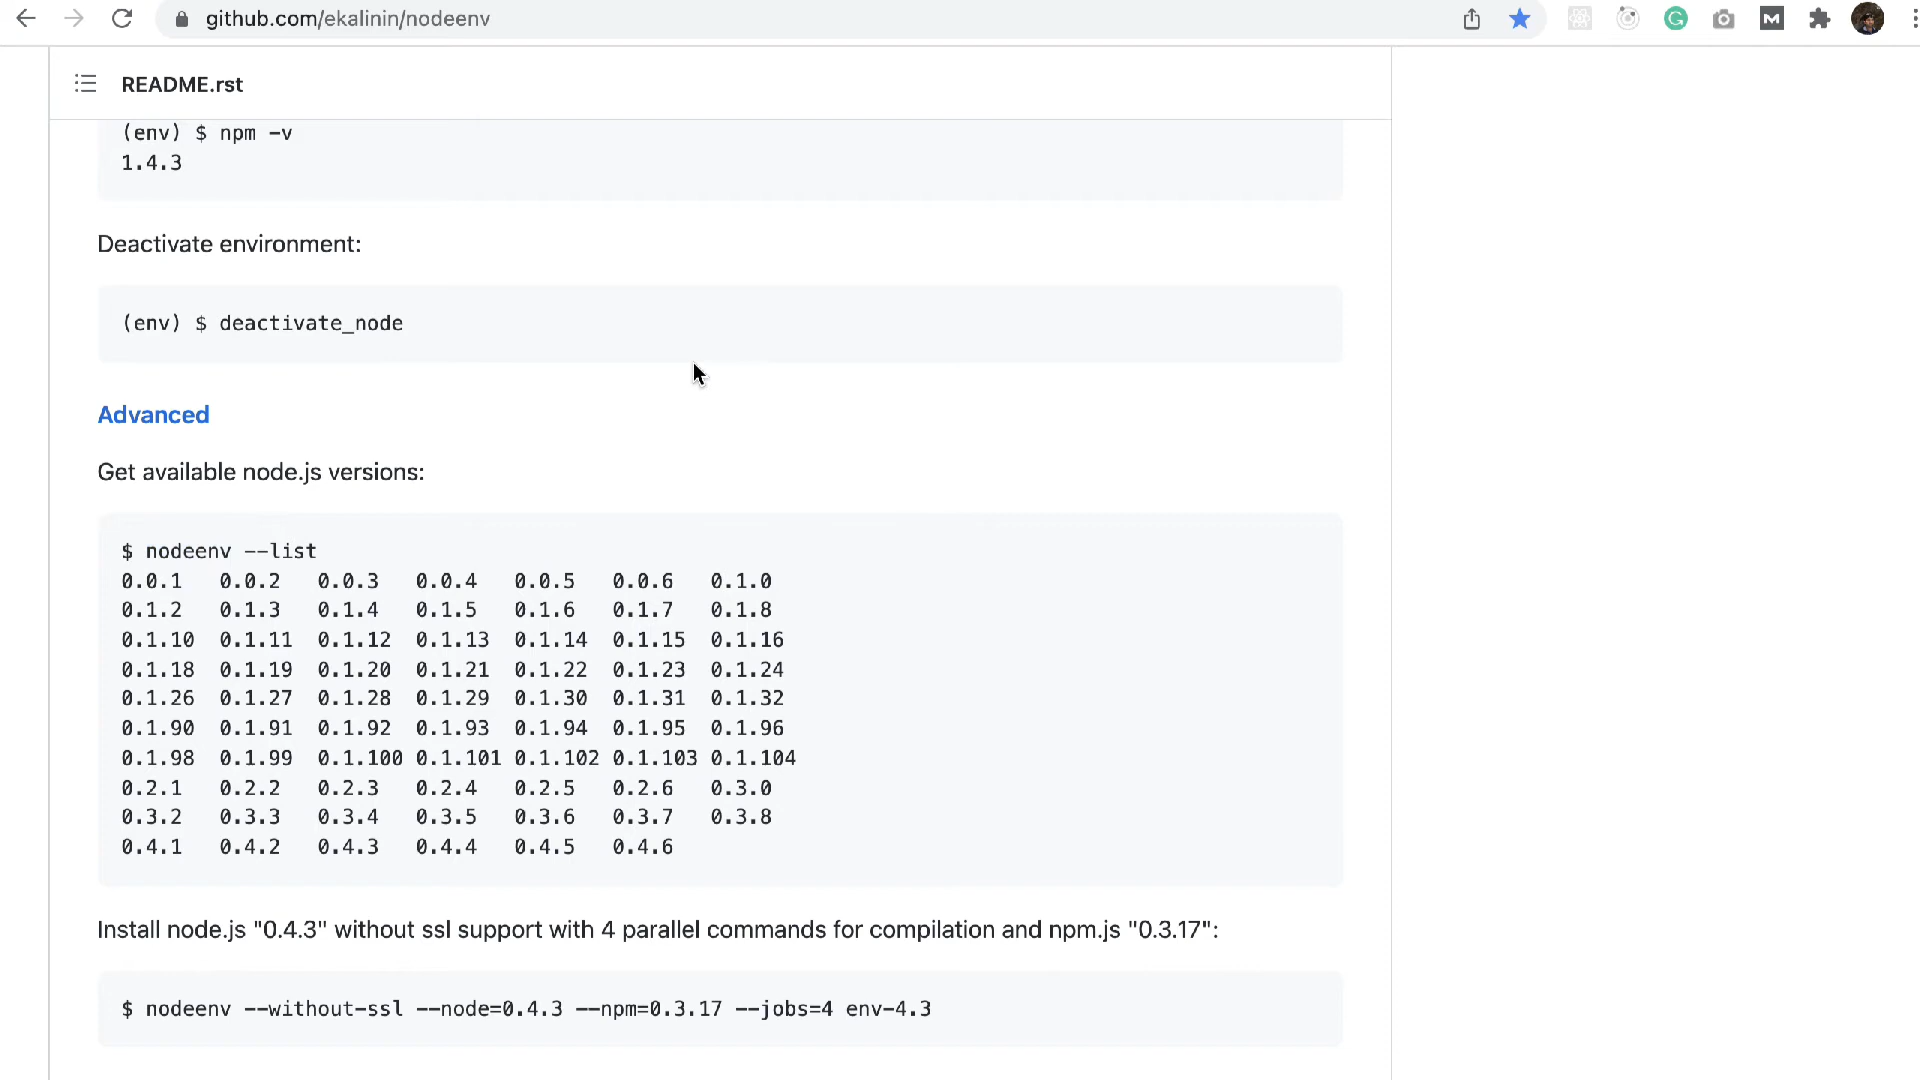 github.com/ekalinin/nodeenv
README.rst
(env) $ npm -v
1.4.3
Deactivate environment:
(env) $ deactivate_node
Advanced
Get available node.js versions:
$ nodeenv --list
0.0.1   0.0.2   0.0.3   0.0.4   0.0.5   0.0.6   0.1.0
0.1.2   0.1.3   0.1.4   0.1.5   0.1.6   0.1.7   0.1.8
0.1.10  0.1.11  0.1.12  0.1.13  0.1.14  0.1.15  0.1.16
0.1.18  0.1.19  0.1.20  0.1.21  0.1.22  0.1.23  0.1.24
0.1.26  0.1.27  0.1.28  0.1.29  0.1.30  0.1.31  0.1.32
0.1.90  0.1.91  0.1.92  0.1.93  0.1.94  0.1.95  0.1.96
0.1.98  0.1.99  0.1.100 0.1.101 0.1.102 0.1.103 0.1.104
0.2.1   0.2.2   0.2.3   0.2.4   0.2.5   0.2.6   0.3.0
0.3.2   0.3.3   0.3.4   0.3.5   0.3.6   0.3.7   0.3.8
0.4.1   0.4.2   0.4.3   0.4.4   0.4.5   0.4.6
Install node.js "0.4.3" without ssl support with 4 parallel commands for compilation and npm.js "0.3.17":
$ nodeenv --without-ssl --node=0.4.3 --npm=0.3.17 --jobs=4 env-4.3